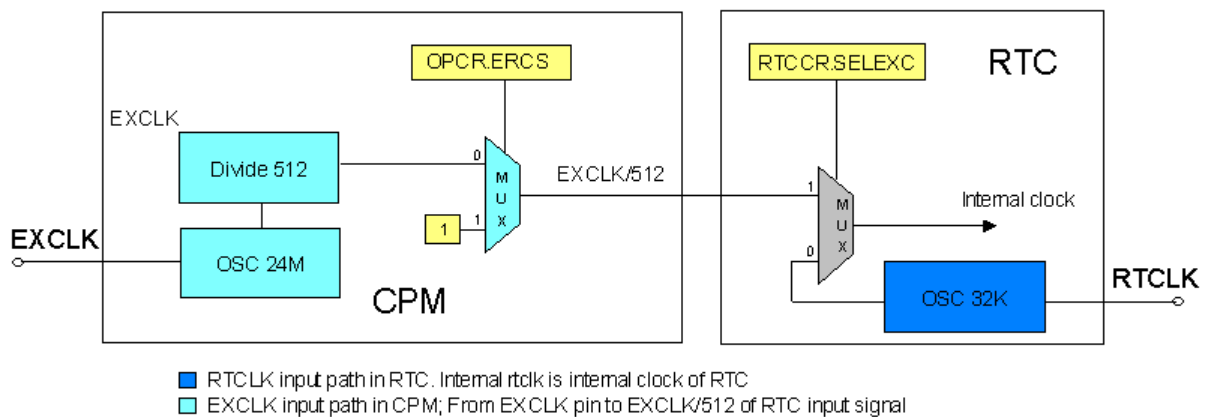 OPCR.ERCS
RTCCR.SELEXC
RTC
EXCLK
Divide 512
0
MUX
EXCLK/512
1
MUX
Internal clock
1
1
EXCLK
OSC 24M
CPM
0
OSC 32K
RTCLK
RTCLK input path in RTC. Internal rtclk is internal clock of RTC
EXCLK input path in CPM; From EXCLK pin to EXCLK/512 of RTC input signal